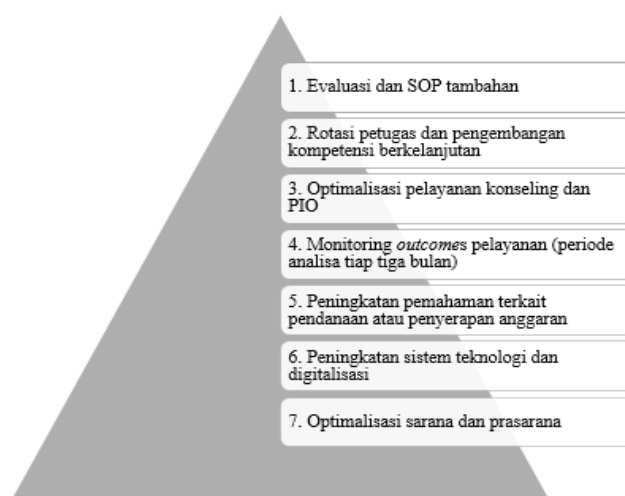 1. Evaluasi dan SOP tambahan
2. Rotasi petugas dan pengembangan
kompetensi berkelanjutan
3. Optimalisasi pelayanan konseling dan
PIO
4. Monitoring outcomes pelayanan (periode
analisa tiap tiga bulan)
5. Peningkatan pemahaman terkait
pendanaan atau penyerapan anggaran
6. Peningkatan sistem teknologi dan
digitalisasi
7. Optimalisasi sarana dan prasarana